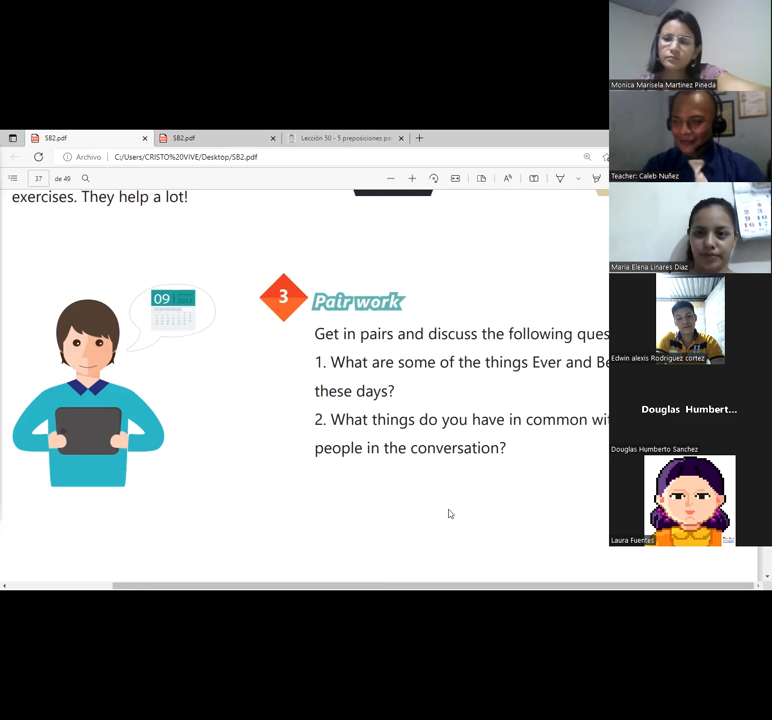 SB2.pdf
SB2.pdf
Lección 50 - 5 preposiciones
Archivo
C:/Users/CRISTO%20VIVE/Desktop/SB2.pdf
37
de 49
exercises. They help a lot!
09
2017
3
Pair work
Get in pairs and discuss the following
1. What are some of the things Ever and
these days?
2. What things do you have in common
people in the conversation?
Monica Marisela Martinez Pineda
Teacher: Caleb Nuñez
Maria Elena Linares Diaz
Edwin alexis Rodriguez cortez
Douglas Humbert...
Douglas Humberto Sanchez
Laura Fuentes